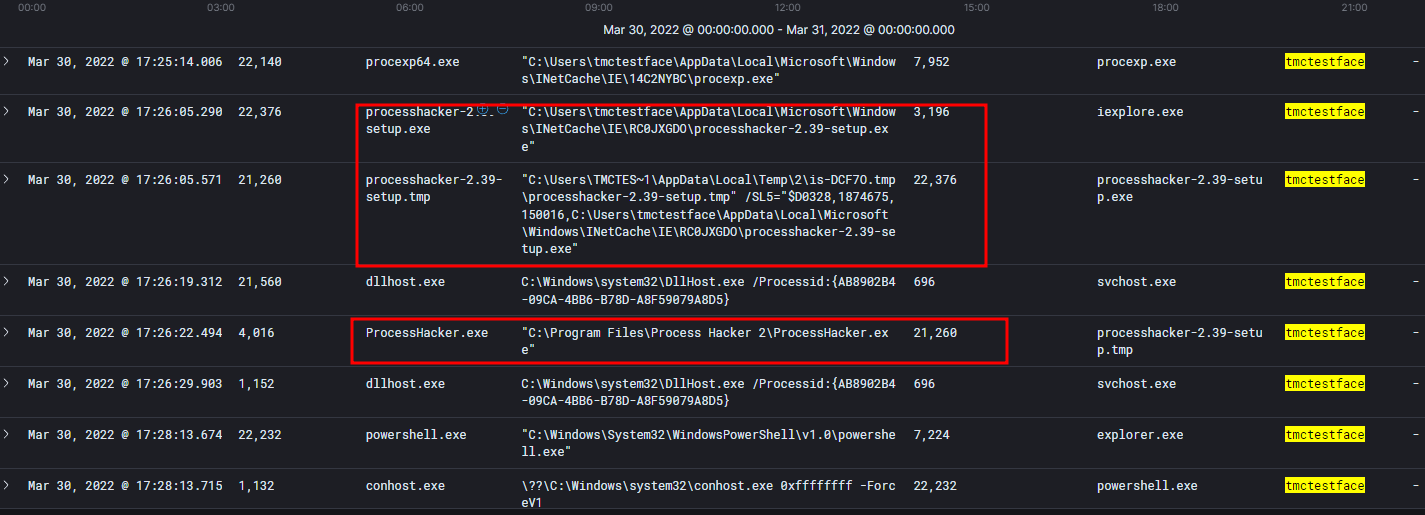 00:00 03:00 06:00 09:00 12:00 15:00 18:00 21:00
Mar 30, 2022 @ 00:00:00.000 - Mar 31, 2022 @ 00:00:00.000
Mar 30, 2022 @ 17:25:14.006 22,140 procexp64.exe "C:\Users\tmctestface\AppData\Local\Microsoft\Window 7,952 procexp.exe tmctestface -
s\INetCache\IE\14C2NYBC\procexp.exe"
Mar 30, 2022 @ 17:26:05.290 22,376 processhacker-2. "C:\Users\tmctestface\AppData\Local\Microsoft\Window 3,196 iexplore.exe tmctestface -
setup.exe s\INetCache\IE\RC0JXGDO\processhacker-2.39-setup.ex
e"
Mar 30, 2022 @ 17:26:05.571 21,260 processhacker-2.39- "C:\Users\TMCTES~1\AppData\Local\Temp\2\is-DCF7O.tmp 22,376 processhacker-2.39-setu tmctestface -
setup.tmp \processhacker-2.39-setup.tmp" /SL5="$D0328,1874675, p.exe
150016,C:\Users\tmctestface\AppData\Local\Microsoft
\Windows\INetCache\IE\RC0JXGDO\processhacker-2.39-se
tup.exe"
Mar 30, 2022 @ 17:26:19.312 21,560 dllhost.exe C:\Windows\system32\DllHost.exe /Processid:{AB8902B4 696 svchost.exe tmctestface -
-09CA-4BB6-B78D-A8F59079A8D5}
Mar 30, 2022 @ 17:26:22.494 4,016 ProcessHacker.exe "C:\Program Files\Process Hacker 2\ProcessHacker.ex 21,260 processhacker-2.39-setu tmctestface -
e" p.tmp
Mar 30, 2022 @ 17:26:29.903 1,152 dllhost.exe C:\Windows\system32\DllHost.exe /Processid:{AB8902B4 696 svchost.exe tmctestface -
-09CA-4BB6-B78D-A8F59079A8D5}
Mar 30, 2022 @ 17:28:13.674 22,232 powershell.exe "C:\Windows\System32\WindowsPowerShell\v1.0\powershe 7,224 explorer.exe tmctestface -
ll.exe"
Mar 30, 2022 @ 17:28:13.715 1,132 conhost.exe \??\C:\Windows\system32\conhost.exe 0xffffffff -Forc 22,232 powershell.exe tmctestface -
eV1